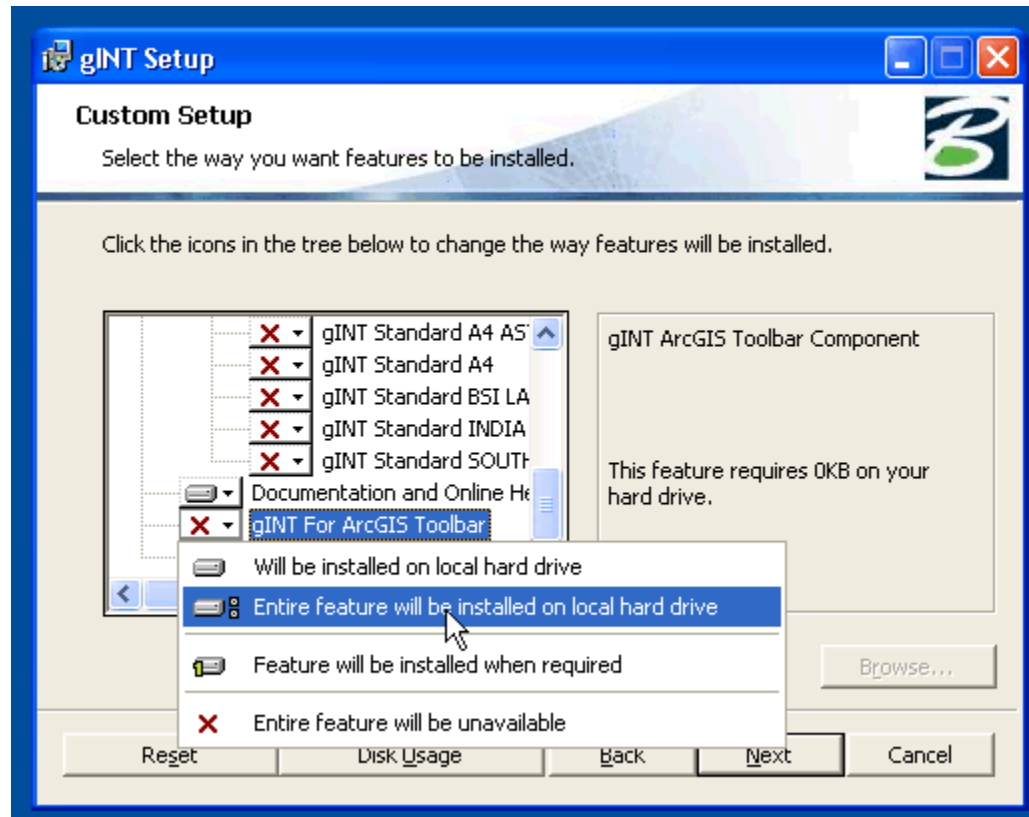 gINT Setup
Custom Setup
Select the way you want features to be installed.
Click the icons in the tree below to change the way features will be installed.
gINT Standard A4 AS
gINT Standard A4
gINT Standard BSI LA
gINT Standard INDIA
gINT Standard SOUTH
Documentation and Online He
gINT For ArcGIS Toolbar
gINT ArcGIS Toolbar Component
This feature requires 0KB on your
hard drive.
Will be installed on local hard drive
Entire feature will be installed on local hard drive
Feature will be installed when required
Entire feature will be unavailable
Browse...
Reset
Disk Usage
Back
Next
Cancel